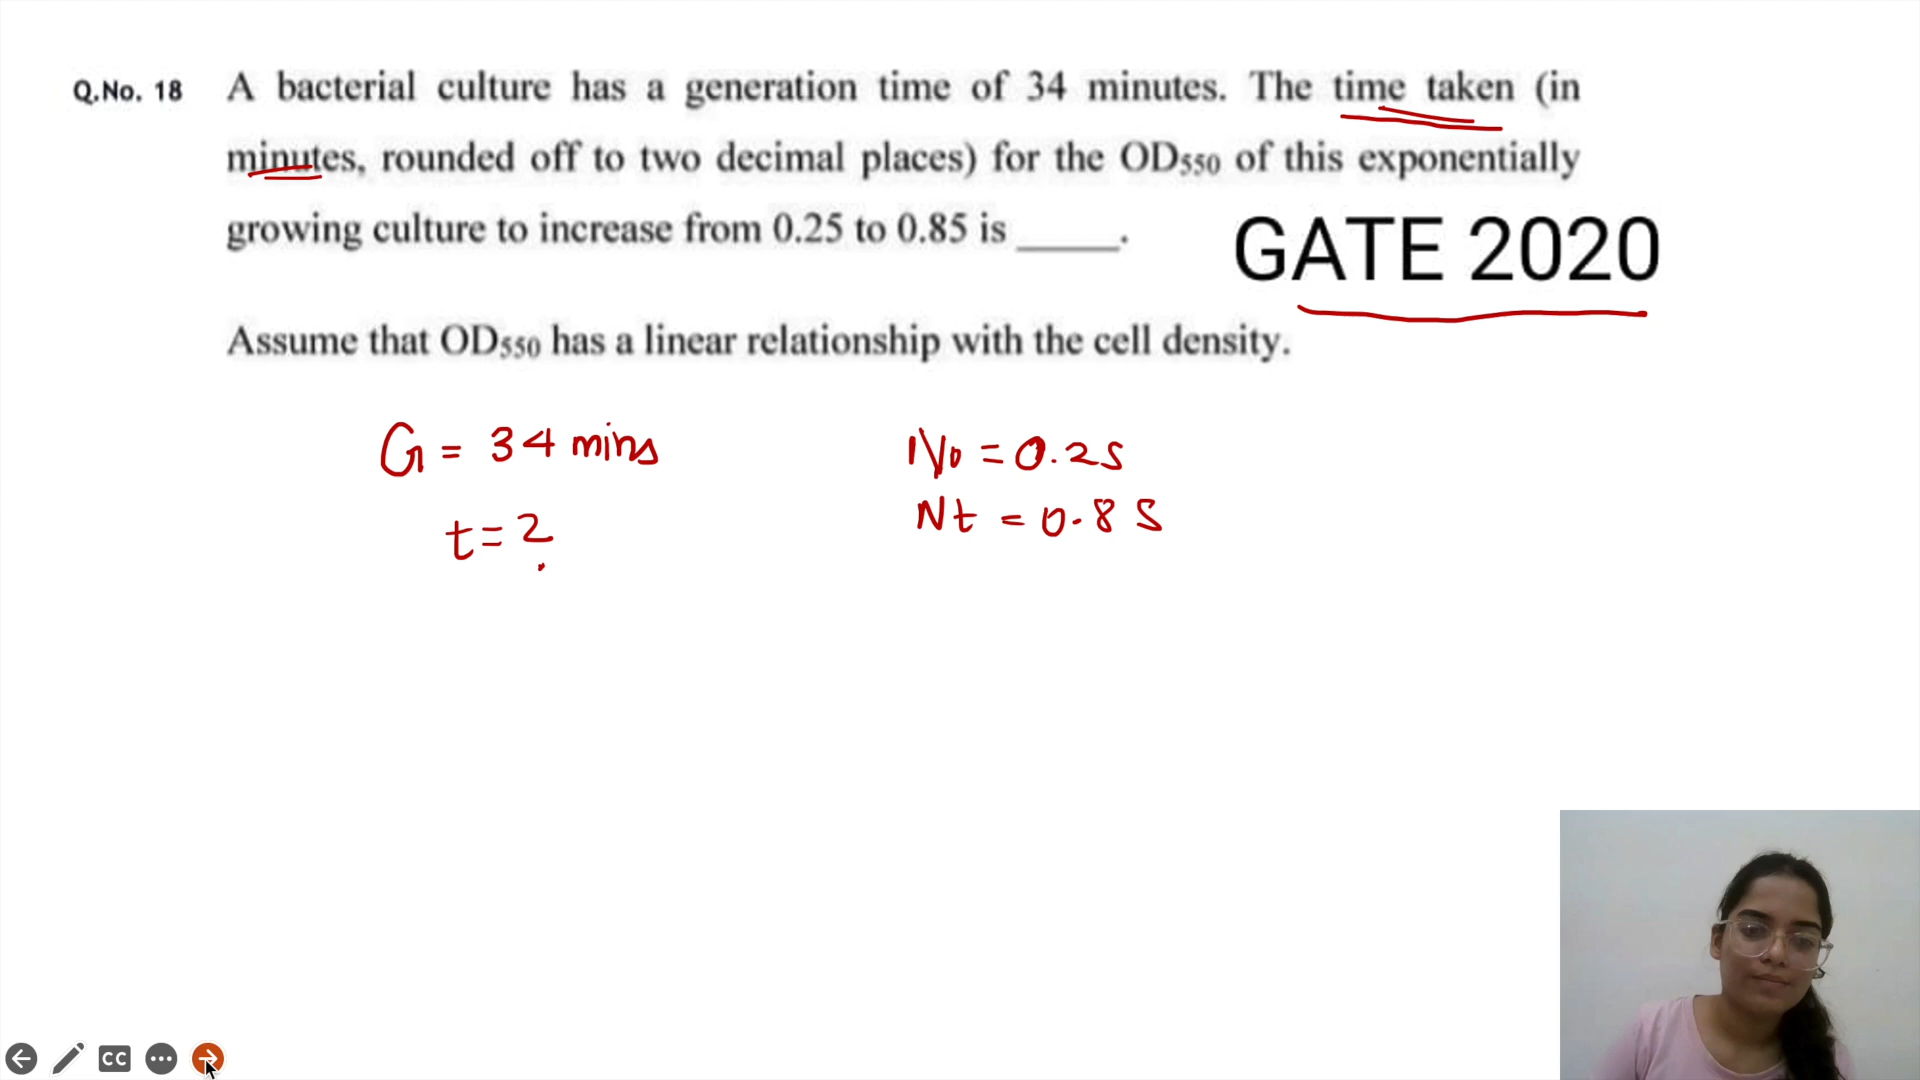 Q.No. 18 A bacterial culture has a generation time of 34 minutes. The time taken (in
minutes, rounded off to two decimal places) for the OD550 of this exponentially
growing culture to increase from 0.25 to 0.85 is _____.
GATE 2020
Assume that OD550 has a linear relationship with the cell density.
G = 34 mins
N0 = 0.25
t = ?
Nt = 0.85
CC